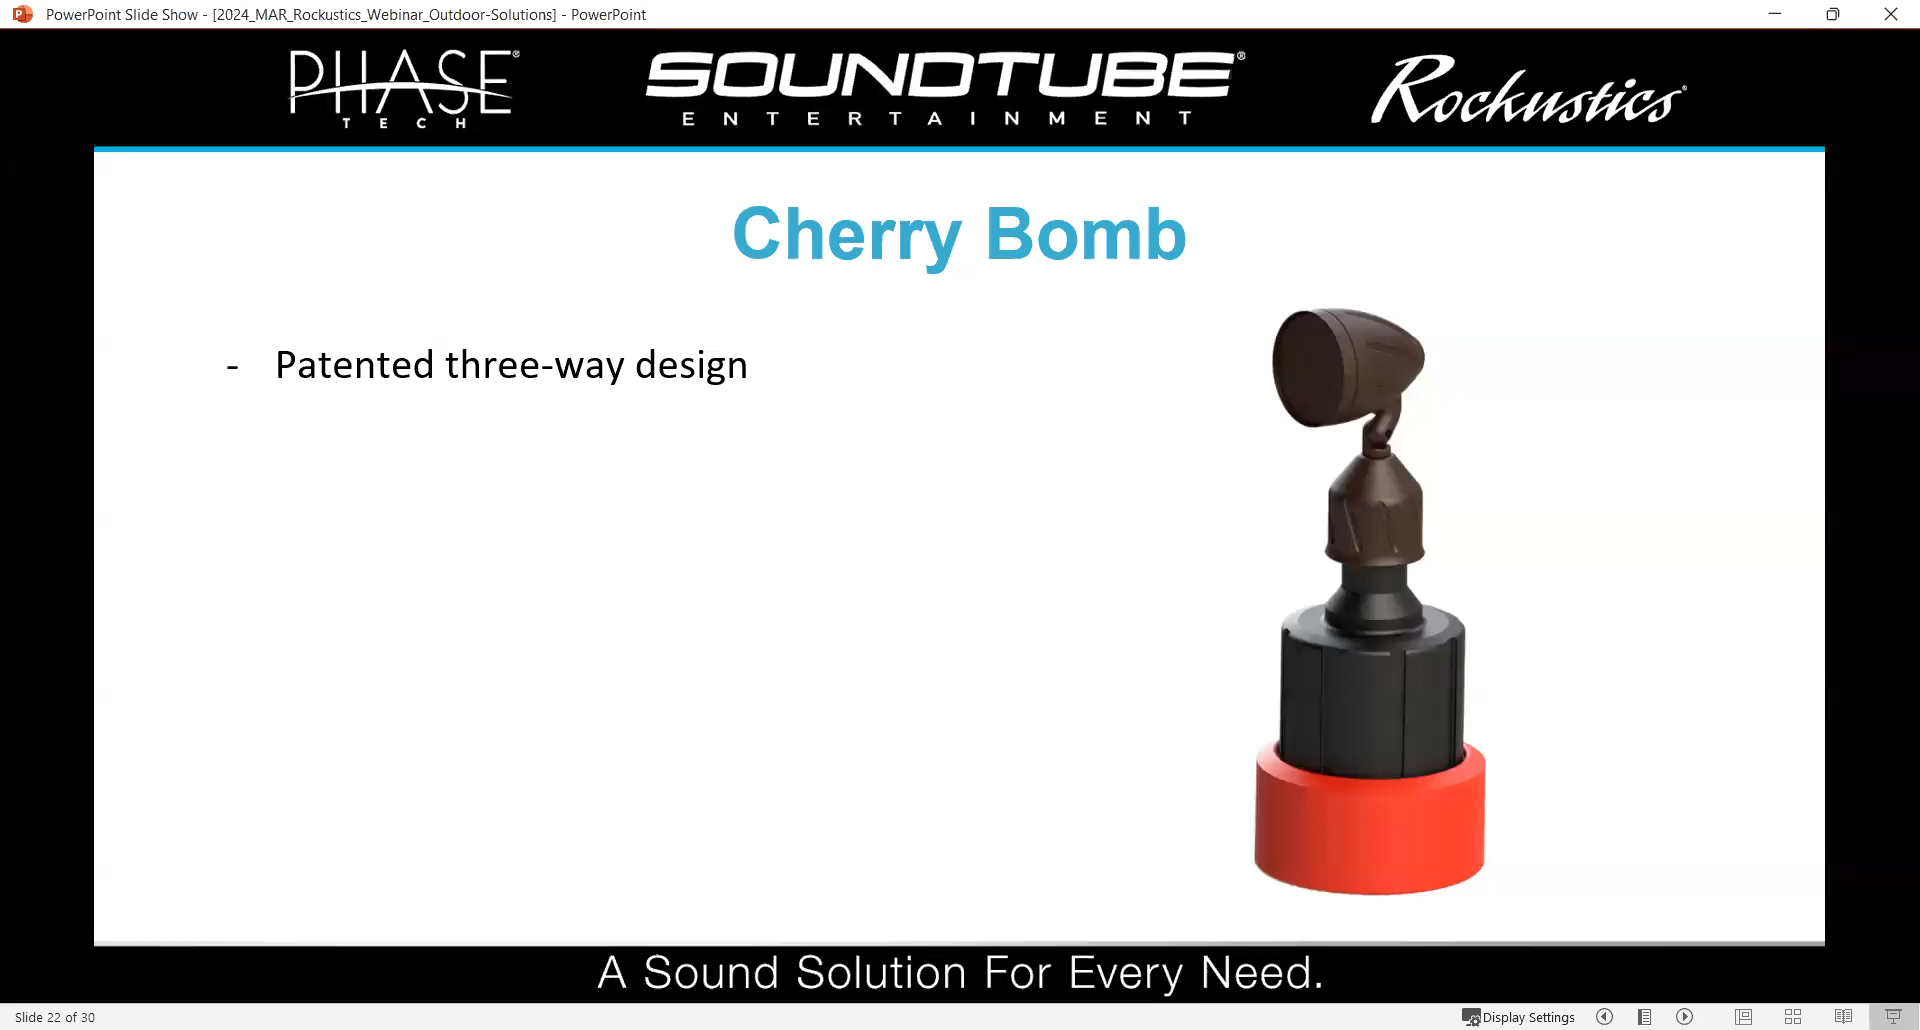 PowerPoint Slide Show - [2024_MAR_Rockustics_Webinar_Outdoor-Solutions] - PowerPoint
PHASE®
TECH
SOUNDTUBE®
ENTERTAINMENT
Rockustics®
Cherry Bomb
- Patented three-way design
A Sound Solution For Every Need.
Slide 22 of 30
Display Settings